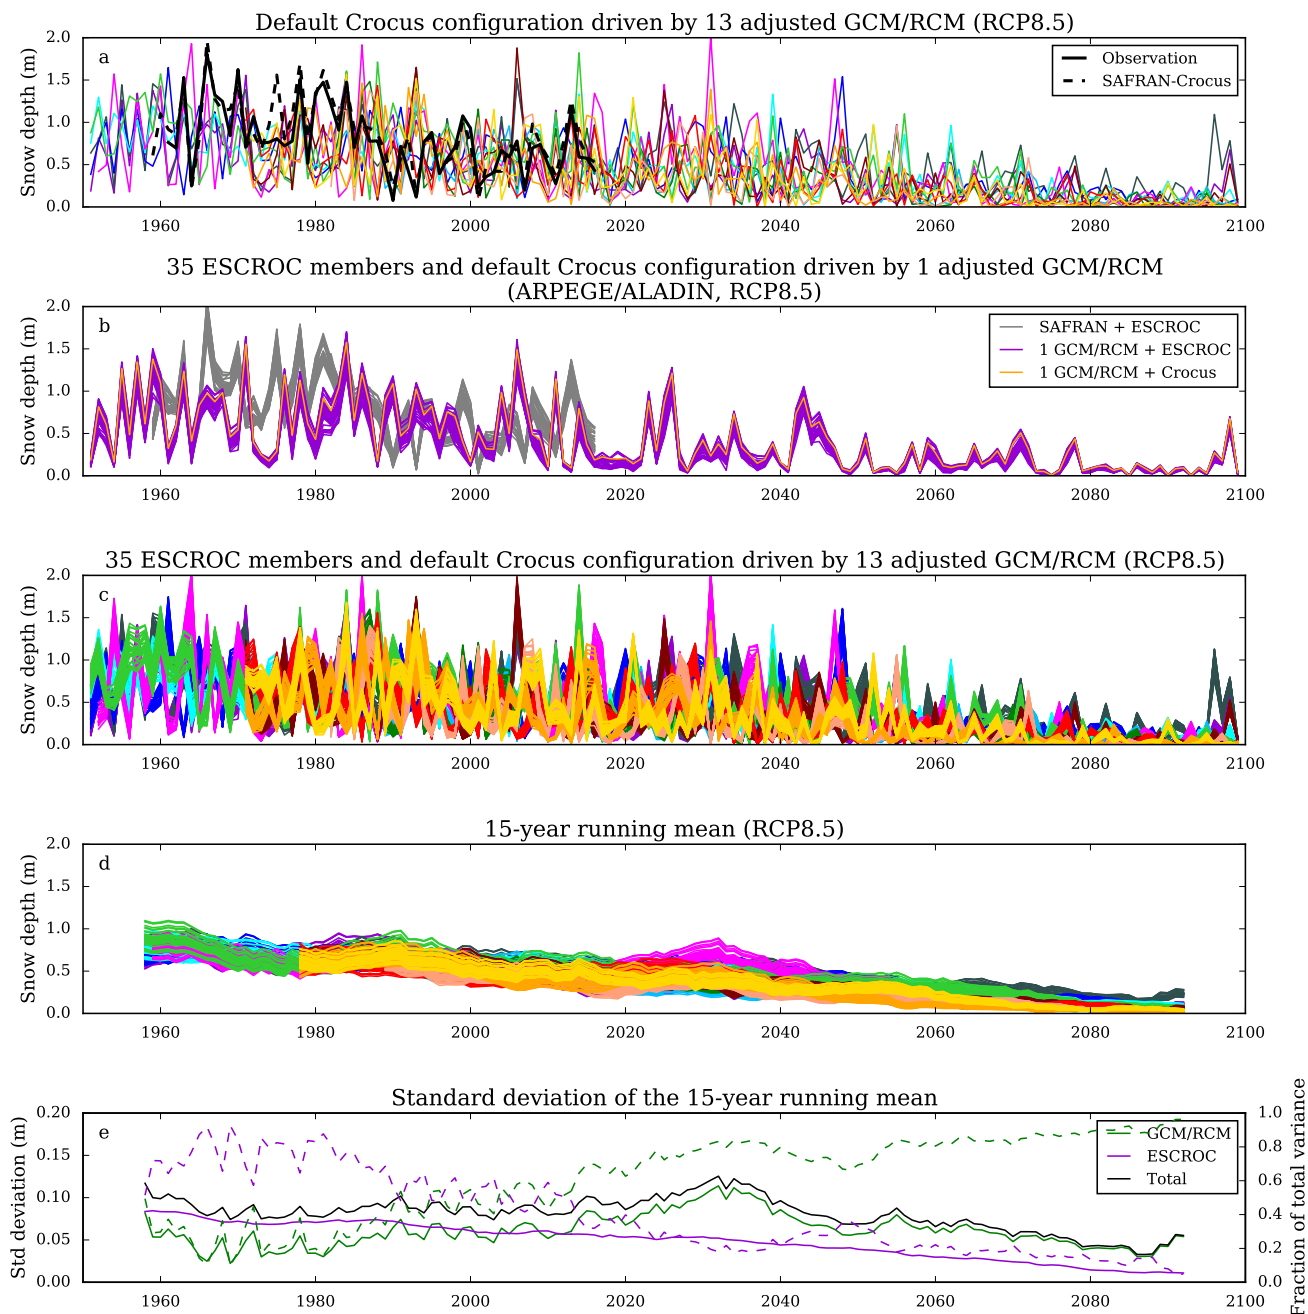 Default Crocus configuration driven by 13 adjusted GCM/RCM (RCP8.5)
2.0
1.5
1.0
0.5
0.0
Snow depth (m)
a
Observation
SAFRAN-Crocus
1960 1980 2000 2020 2040 2060 2080 2100
35 ESCROC members and default Crocus configuration driven by 1 adjusted GCM/RCM
(ARPEGE/ALADIN, RCP8.5)
2.0
1.5
1.0
0.5
0.0
Snow depth (m)
b
SAFRAN + ESCROC
1 GCM/RCM + ESCROC
1 GCM/RCM + Crocus
1960 1980 2000 2020 2040 2060 2080 2100
35 ESCROC members and default Crocus configuration driven by 13 adjusted GCM/RCM (RCP8.5)
2.0
1.5
1.0
0.5
0.0
Snow depth (m)
c
1960 1980 2000 2020 2040 2060 2080 2100
15-year running mean (RCP8.5)
2.0
1.5
1.0
0.5
0.0
Snow depth (m)
d
1960 1980 2000 2020 2040 2060 2080 2100
Standard deviation of the 15-year running mean
0.20
0.15
0.10
0.05
0.00
Std deviation (m)
e
GCM/RCM
ESCROC
Total
1.0
0.8
0.6
0.4
0.2
0.0
Fraction of total variance
1960 1980 2000 2020 2040 2060 2080 2100